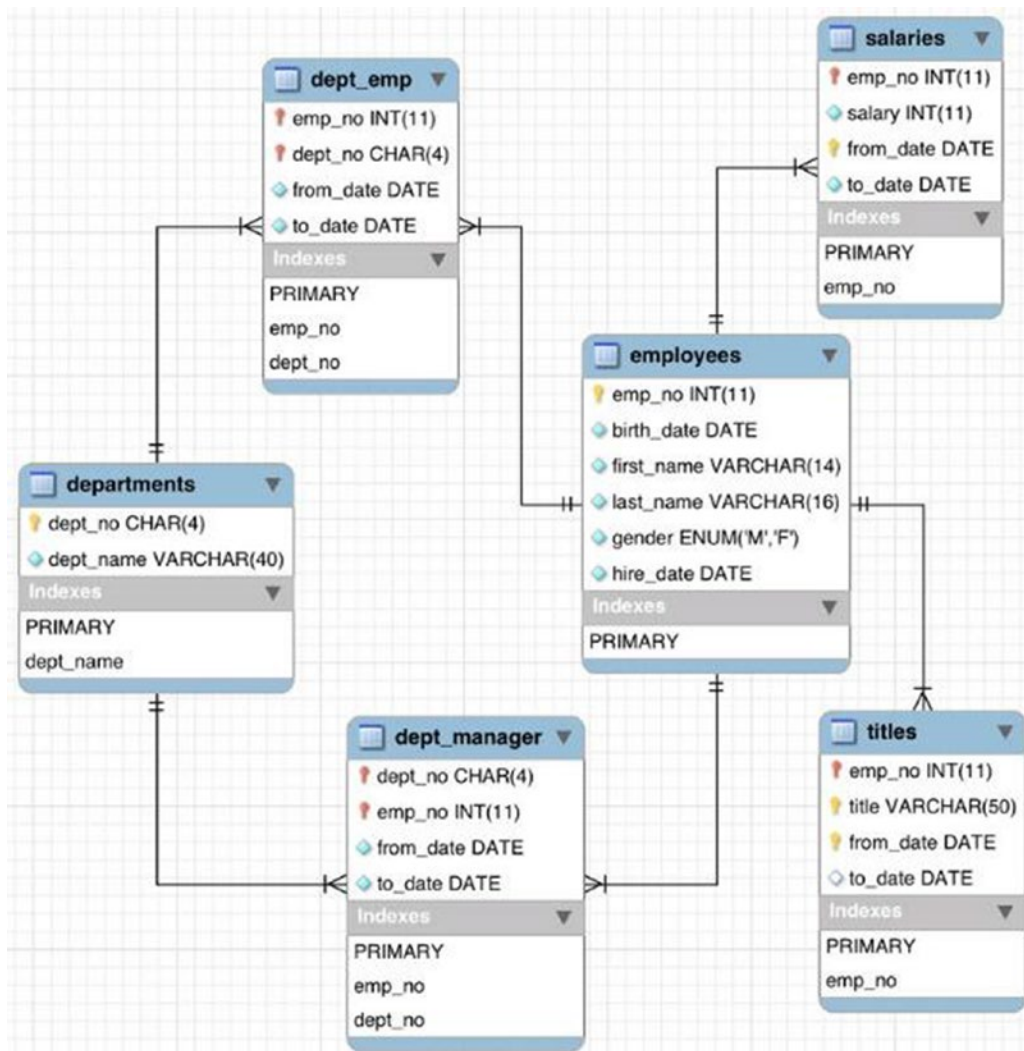 dept_emp
emp_no INT(11)
dept_no CHAR(4)
from_date DATE
to_date DATE
Indexes
PRIMARY
emp_no
dept_no
salaries
emp_no INT(11)
salary INT(11)
from_date DATE
to_date DATE
Indexes
PRIMARY
emp_no
employees
emp_no INT(11)
birth_date DATE
first_name VARCHAR(14)
last_name VARCHAR(16)
gender ENUM('M','F')
hire_date DATE
Indexes
PRIMARY
departments
dept_no CHAR(4)
dept_name VARCHAR(40)
Indexes
PRIMARY
dept_name
dept_manager
dept_no CHAR(4)
emp_no INT(11)
from_date DATE
to_date DATE
Indexes
PRIMARY
emp_no
dept_no
titles
emp_no INT(11)
title VARCHAR(50)
from_date DATE
to_date DATE
Indexes
PRIMARY
emp_no